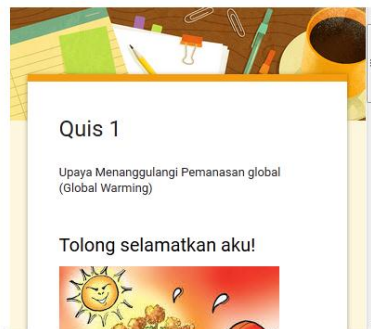 Quis 1
Upaya Menanggulangi Pemanasan global
(Global Warming)
Tolong selamatkan aku!